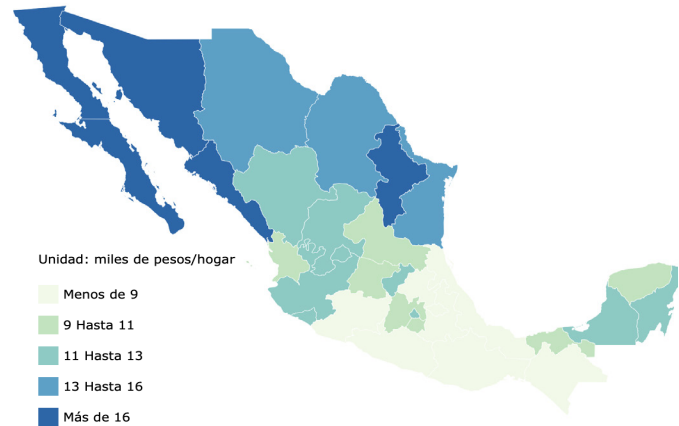 Unidad: miles de pesos/hogar
Menos de 9
9 Hasta 11
11 Hasta 13
13 Hasta 16
Más de 16